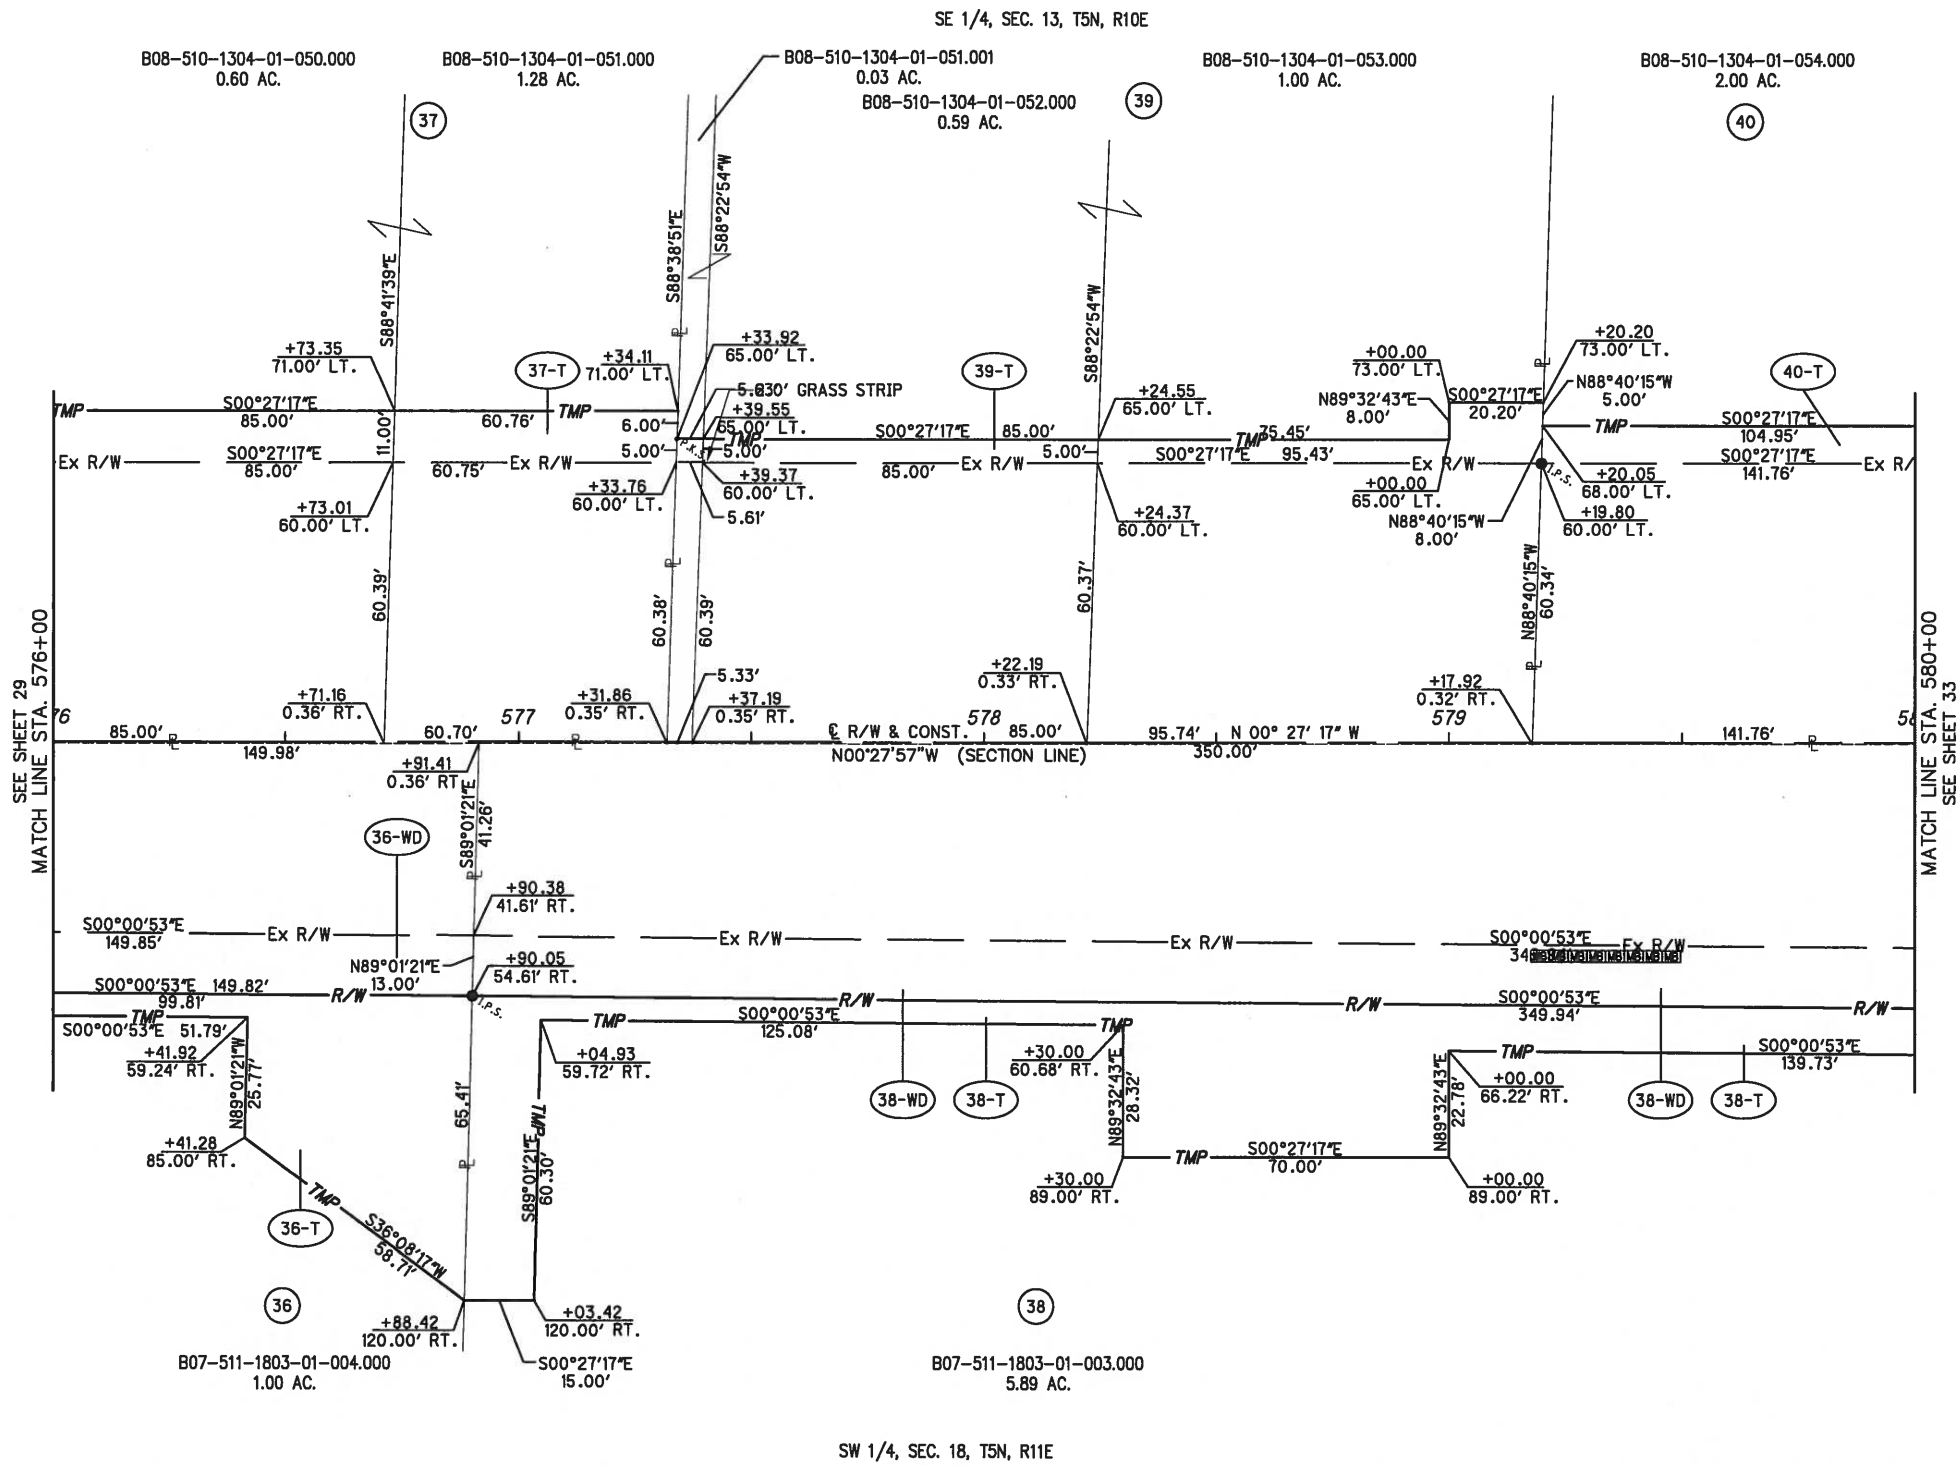 SE 1/4, SEC. 13, T5N, R10E
B08-510-1304-01-050.000
0.60 AC.
B08-510-1304-01-051.000
1.28 AC.
B08-510-1304-01-051.001
0.03 AC.
B08-510-1304-01-052.000
0.59 AC.
B08-510-1304-01-053.000
1.00 AC.
B08-510-1304-01-054.000
2.00 AC.
37
39
40
S88°41'39"E
S88°38'51"E
S88°22'54"W
S88°22'54"W
+73.35
71.00' LT.
37-T
+34.11
71.00' LT.
+33.92
65.00' LT.
GRASS STRIP
+39.55
65.00' LT.
39-T
+24.55
65.00' LT.
+00.00
73.00' LT.
N89°32'43"E
8.00'
S00°27'17"E
20.20'
+20.20
73.00' LT.
N88°40'15"W
5.00'
40-T
TMP
S00°27'17"E
85.00'
60.76'
TMP
6.00'
TMP
S00°27'17"E
85.00'
TMP
75.45'
TMP
S00°27'17"E
104.95'
11.00'
5.00'
P.K.S.
5.00'
5.00'
Ex R/W
S00°27'17"E
85.00'
60.75'
Ex R/W
85.00'
Ex R/W
S00°27'17"E
95.43'
Ex R/W
I.P.S.
S00°27'17"E
141.76'
Ex R/
+73.01
60.00' LT.
+33.76
60.00' LT.
+39.37
60.00' LT.
5.61'
+24.37
60.00' LT.
+00.00
65.00' LT.
N88°40'15"W
8.00'
+20.05
68.00' LT.
+19.80
60.00' LT.
60.39'
60.38'
60.39'
60.37'
N88°40'15"W
60.34'
SEE SHEET 29
MATCH LINE STA. 576+00
MATCH LINE STA. 580+00
SEE SHEET 33
+71.16
0.36' RT.
+31.86
0.35' RT.
5.33'
+37.19
0.35' RT.
+22.19
0.33' RT.
+17.92
0.32' RT.
76
577
578
579
58
85.00'
149.98'
60.70'
℄ R/W & CONST.
85.00'
95.74'
N 00° 27' 17" W
141.76'
N00°27'57"W (SECTION LINE)
350.00'
+91.41
0.36' RT
S89°01'21"E
41.26'
36-WD
+90.38
41.61' RT.
S00°00'53"E
149.85'
Ex R/W
Ex R/W
Ex R/W
S00°00'53"E
Ex R/W
N89°01'21"E
13.00'
+90.05
54.61' RT.
I.P.S.
S00°00'53"E 149.82'
99.81'
R/W
R/W
R/W
S00°00'53"E
349.94'
R/W
TMP
S00°00'53"E 51.79'
TMP
S00°00'53"E
125.08'
TMP
TMP
S00°00'53"E
139.73'
+41.92
59.24' RT.
N89°01'21"W
25.77'
+04.93
59.72' RT.
+30.00
60.68' RT.
N89°32'43"E
28.32'
N89°32'43"E
22.78'
+00.00
66.22' RT.
38-WD
38-T
38-WD
38-T
65.41'
TMP
S89°01'21"E
60.30'
+41.28
85.00' RT.
TMP
S00°27'17"E
70.00'
+30.00
89.00' RT.
+00.00
89.00' RT.
36-T
TMP
S36°08'17"W
58.71'
36
38
+88.42
120.00' RT.
+03.42
120.00' RT.
S00°27'17"E
15.00'
B07-511-1803-01-004.000
1.00 AC.
B07-511-1803-01-003.000
5.89 AC.
SW 1/4, SEC. 18, T5N, R11E